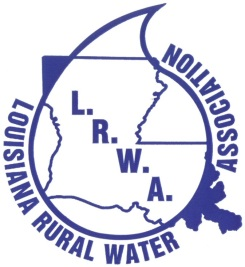 LOUISIANA RURAL WATER ASSOCIATION
L.
R.
W.
A.